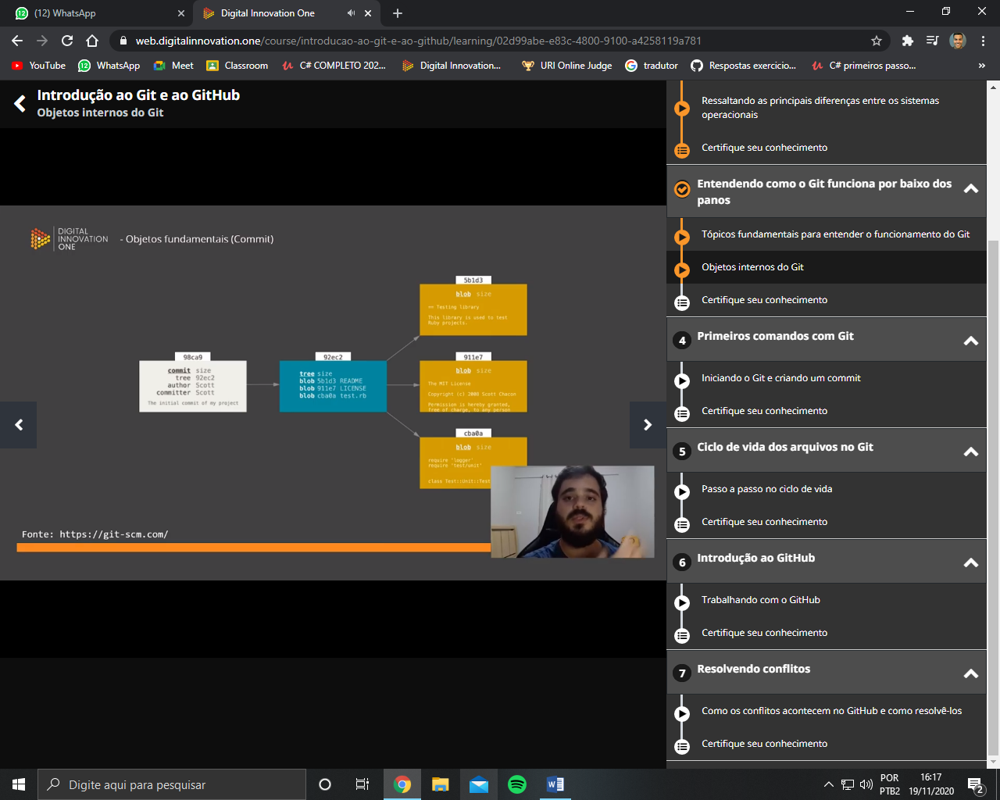 (12) WhatsApp
Digital Innovation One
web.digitalinnovation.one/course/introducao-ao-git-e-ao-github/learning/02d99abe-e83c-4800-9100-a4258119a781
YouTube
WhatsApp
Meet
Classroom
C# COMPLETO 202...
Digital Innovation...
URI Online Judge
tradutor
Respostas exercicio...
C# primeiros passo...
»
Introdução ao Git e ao GitHub
Objetos internos do Git
DIGITAL
INNOVATION
ONE
- Objetos fundamentais (Commit)
98ca9
commit size
tree 92ec2
author Scott
committer Scott
The initial commit of my project
92ec2
tree size
blob 5b1d3 README
blob 911e7 LICENSE
blob cba0a test.rb
5b1d3
blob size
== Testing library
This library is used to test
Ruby projects.
911e7
blob size
The MIT License
Copyright (c) 2008 Scott Chacon
Permission is hereby granted,
free of charge, to any person
cba0a
blob size
require 'logger'
require 'test/unit'
class Test::Unit::Test
Fonte: https://git-scm.com/
Ressaltando as principais diferenças entre os sistemas
operacionais
Certifique seu conhecimento
Entendendo como o Git funciona por baixo dos
panos
Tópicos fundamentais para entender o funcionamento do Git
Objetos internos do Git
Certifique seu conhecimento
4 Primeiros comandos com Git
Iniciando o Git e criando um commit
Certifique seu conhecimento
5 Ciclo de vida dos arquivos no Git
Passo a passo no ciclo de vida
Certifique seu conhecimento
6 Introdução ao GitHub
Trabalhando com o GitHub
Certifique seu conhecimento
7 Resolvendo conflitos
Como os conflitos acontecem no GitHub e como resolvê-los
Certifique seu conhecimento
Digite aqui para pesquisar
POR
PTB2
16:17
19/11/2020
2